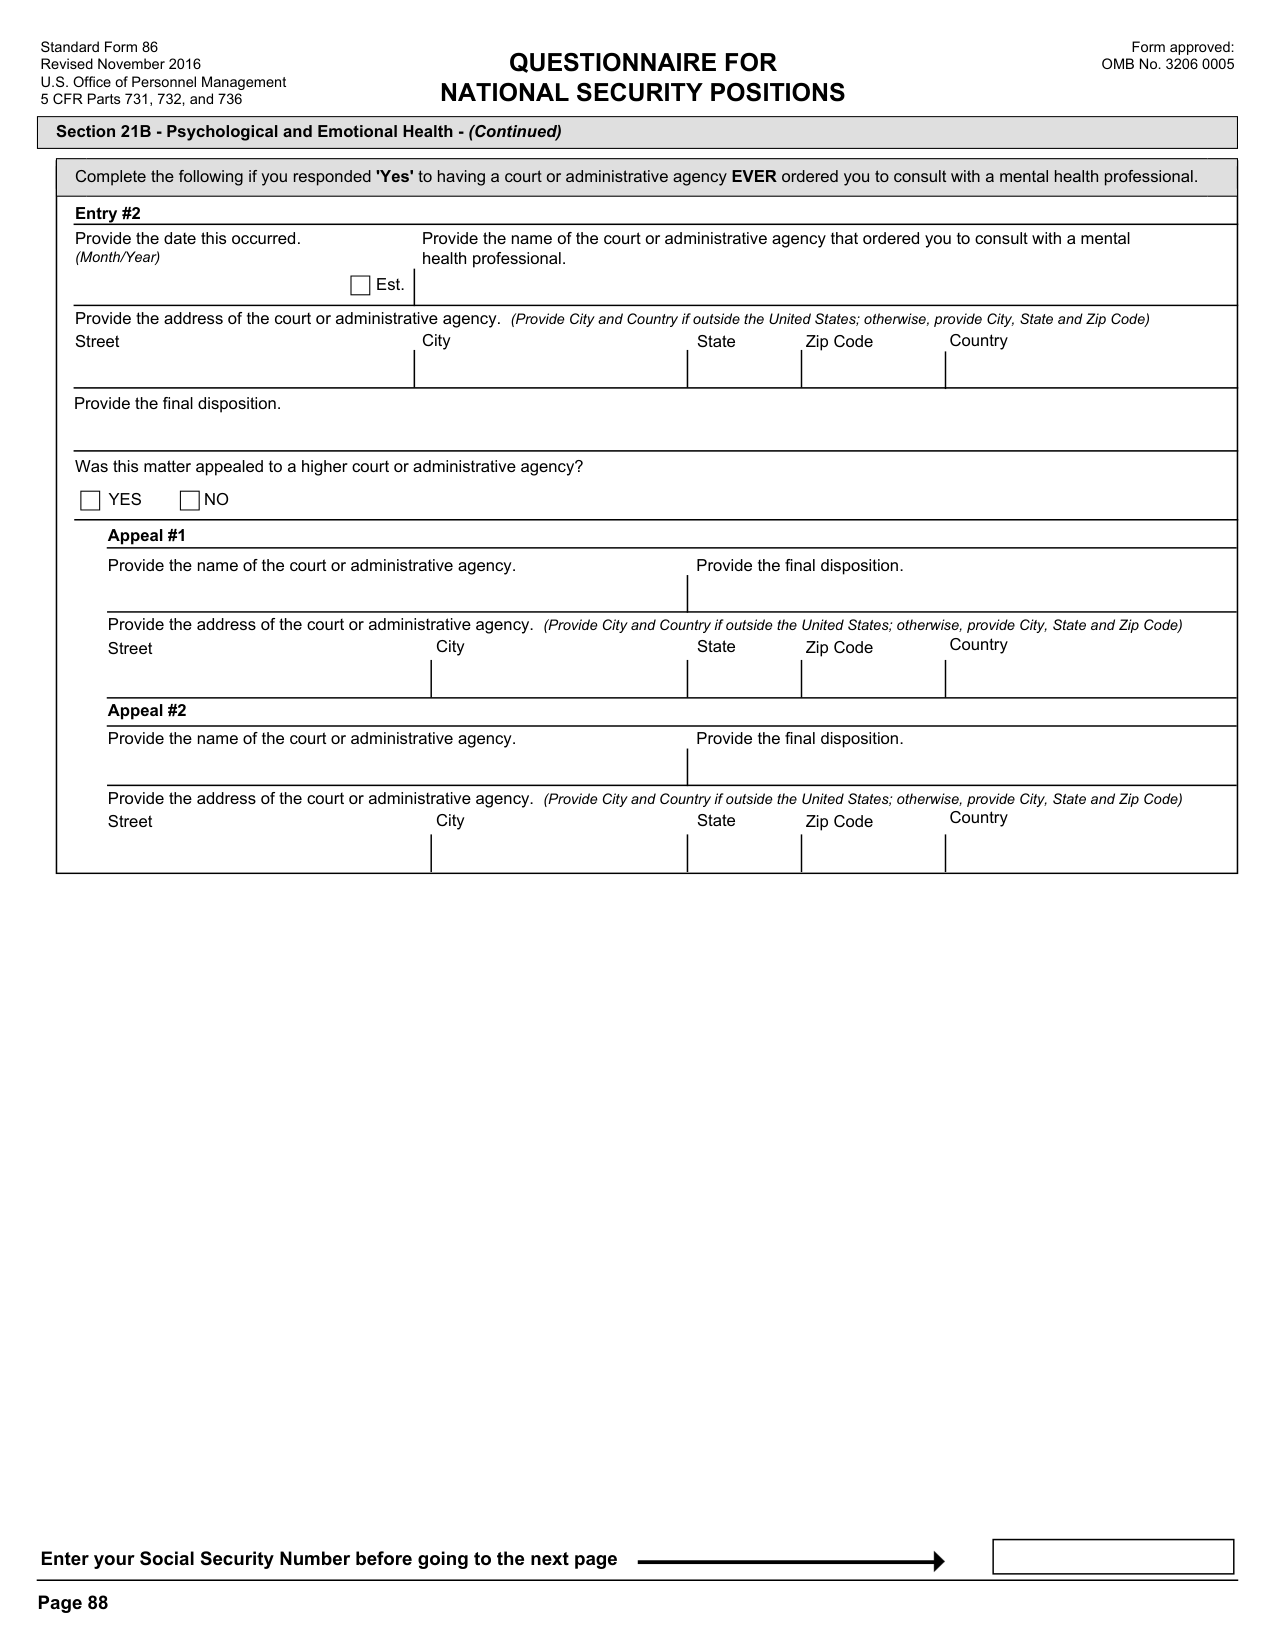 Standard Form 86
Revised November 2016
U.S. Office of Personnel Management
5 CFR Parts 731, 732, and 736
QUESTIONNAIRE FOR
NATIONAL SECURITY POSITIONS
Form approved:
OMB No. 3206 0005
Section 21B - Psychological and Emotional Health - (Continued)
Complete the following if you responded 'Yes' to having a court or administrative agency EVER ordered you to consult with a mental health professional.
Entry #2
Provide the date this occurred.
(Month/Year)
Est.
Provide the name of the court or administrative agency that ordered you to consult with a mental
health professional.
Provide the address of the court or administrative agency. (Provide City and Country if outside the United States; otherwise, provide City, State and Zip Code)
Street City State Zip Code Country
Provide the final disposition.
Was this matter appealed to a higher court or administrative agency?
YES NO
Appeal #1
Provide the name of the court or administrative agency. Provide the final disposition.
Provide the address of the court or administrative agency. (Provide City and Country if outside the United States; otherwise, provide City, State and Zip Code)
Street City State Zip Code Country
Appeal #2
Provide the name of the court or administrative agency. Provide the final disposition.
Provide the address of the court or administrative agency. (Provide City and Country if outside the United States; otherwise, provide City, State and Zip Code)
Street City State Zip Code Country
Enter your Social Security Number before going to the next page
Page 88